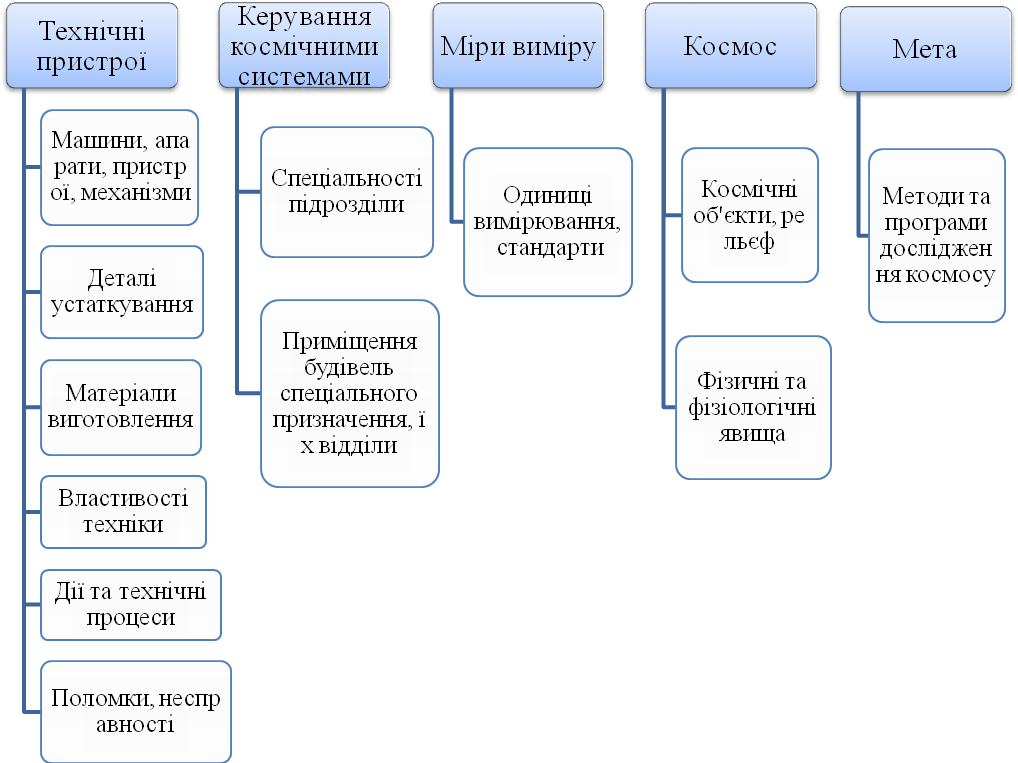 Технічні
пристрої
Машини, апа
рати, пристр
ої, механізми
Деталі
устаткування
Матеріали
виготовлення
Властивості
техніки
Дії та технічні
процеси
Поломки, неспр
авності
Керування
космічними
системами
Спеціальності
підрозділи
Приміщення
будівель
спеціального
призначення, ї
х відділи
Міри виміру
Одиниці
вимірювання,
стандарти
Космос
Космічні
об'єкти, ре
льєф
Фізичні та
фізіологічні
явища
Мета
Методи та
програми
дослiджен
ня космосу